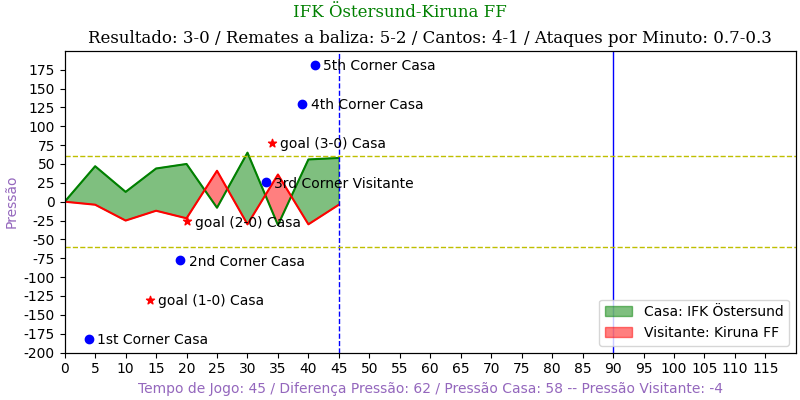 IFK Östersund-Kiruna FF
Resultado: 3-0 / Remates a baliza: 5-2 / Cantos: 4-1 / Ataques por Minuto: 0.7-0.3
Pressão
175
150
125
100
75
50
25
0
-25
-50
-75
-100
-125
-150
-175
-200
5th Corner Casa
4th Corner Casa
goal (3-0) Casa
3rd Corner Visitante
goal (2-0) Casa
2nd Corner Casa
goal (1-0) Casa
1st Corner Casa
Casa: IFK Östersund
Visitante: Kiruna FF
0 5 10 15 20 25 30 35 40 45 50 55 60 65 70 75 80 85 90 95 100 105 110 115
Tempo de Jogo: 45 / Diferença Pressão: 62 / Pressão Casa: 58 -- Pressão Visitante: -4